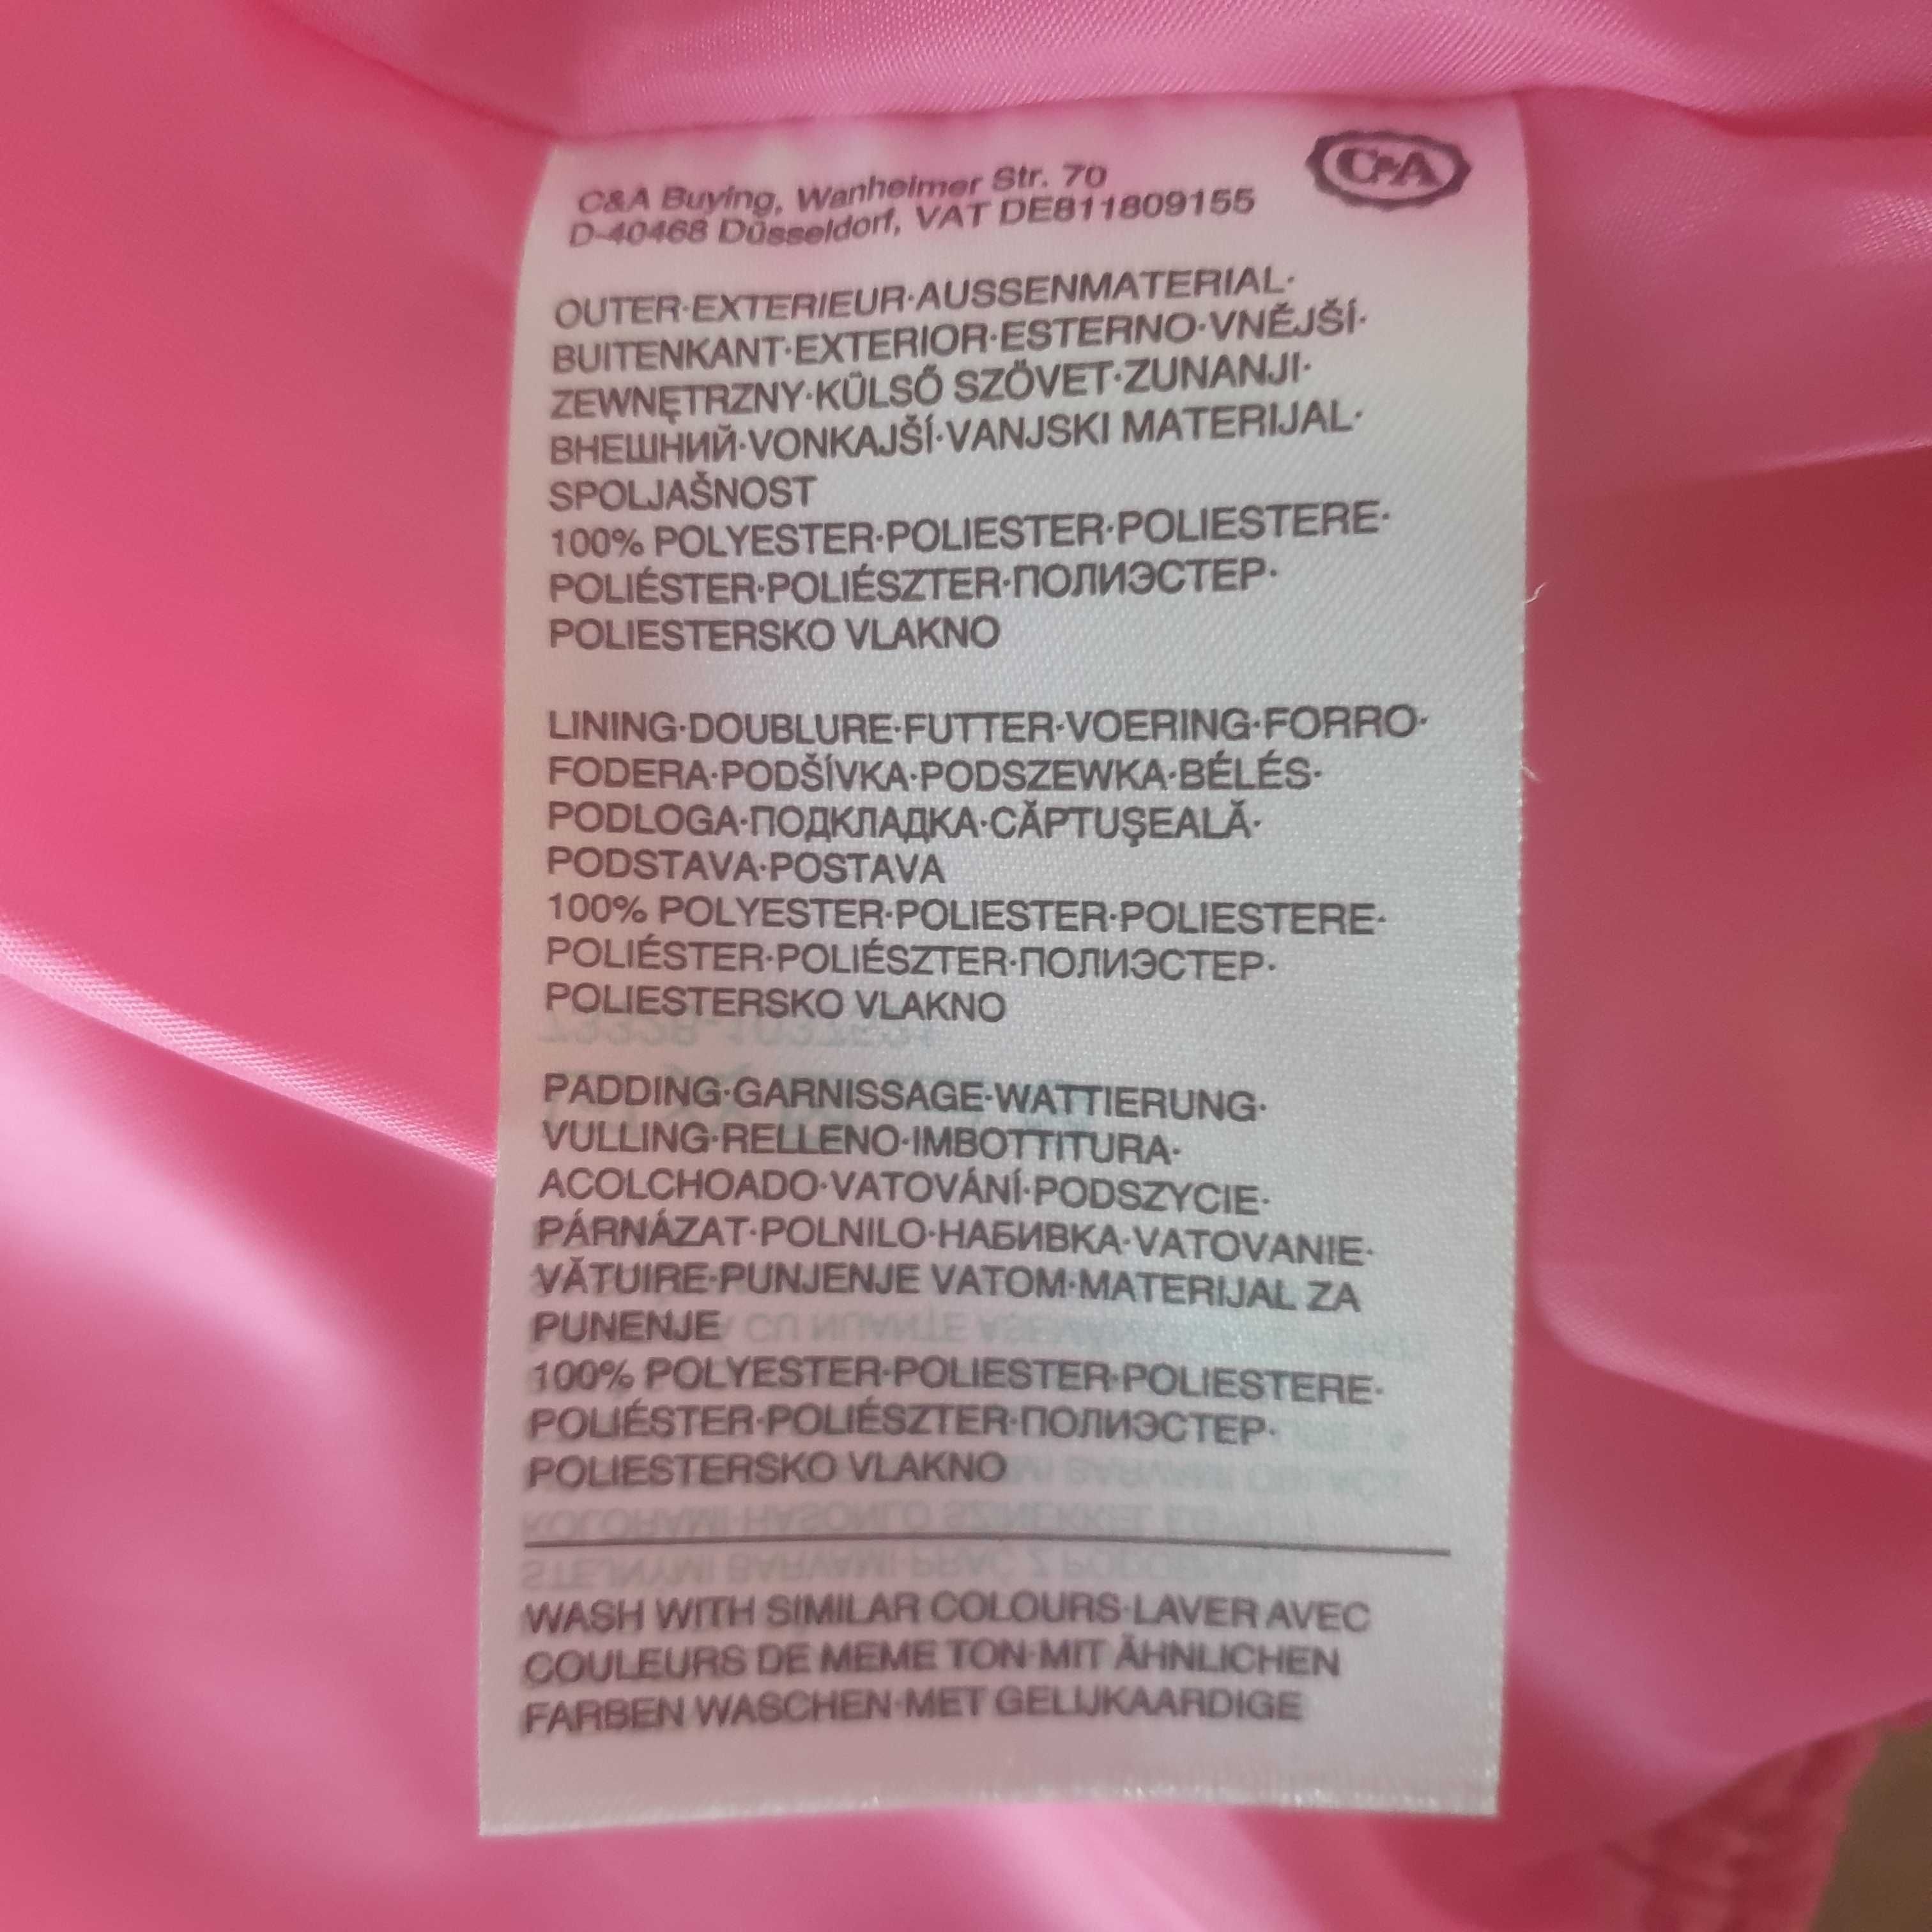 C&A Buying, Wanheimer Str. 70
D-40468 Düsseldorf, VAT DE811809155
C&A
OUTER·EXTERIEUR·AUSSENMATERIAL·
BUITENKANT·EXTERIOR·ESTERNO·VNĚJŠÍ·
ZEWNĘTRZNY·KÜLSŐ SZÖVET·ZUNANJI·
ВНЕШНИЙ·VONKAJŠÍ·VANJSKI MATERIJAL·
SPOLJAŠNOST
100% POLYESTER·POLIESTER·POLIESTERE·
POLIÉSTER·POLIÉSZTER·ПОЛИЭСТЕР·
POLIESTERSKO VLAKNO
LINING·DOUBLURE·FUTTER·VOERING·FORRO·
FODERA·PODŠÍVKA·PODSZEWKA·BÉLÉS·
PODLOGA·ПОДКЛАДКА·CĂPTUŞEALĂ·
PODSTAVA·POSTAVA
100% POLYESTER·POLIESTER·POLIESTERE·
POLIÉSTER·POLIÉSZTER·ПОЛИЭСТЕР·
POLIESTERSKO VLAKNO
PADDING·GARNISSAGE·WATTIERUNG·
VULLING·RELLENO·IMBOTTITURA·
ACOLCHOADO·VATOVÁNÍ·PODSZYCIE·
PÁRNÁZAT·POLNILO·НАБИВКА·VATOVANIE·
VĂTUIRE·PUNJENJE VATOM·MATERIJAL ZA
PUNENJE
100% POLYESTER·POLIESTER·POLIESTERE·
POLIÉSTER·POLIÉSZTER·ПОЛИЭСТЕР·
POLIESTERSKO VLAKNO
WASH WITH SIMILAR COLOURS·LAVER AVEC
COULEURS DE MEME TON·MIT ÄHNLICHEN
FARBEN WASCHEN·MET GELIJKAARDIGE